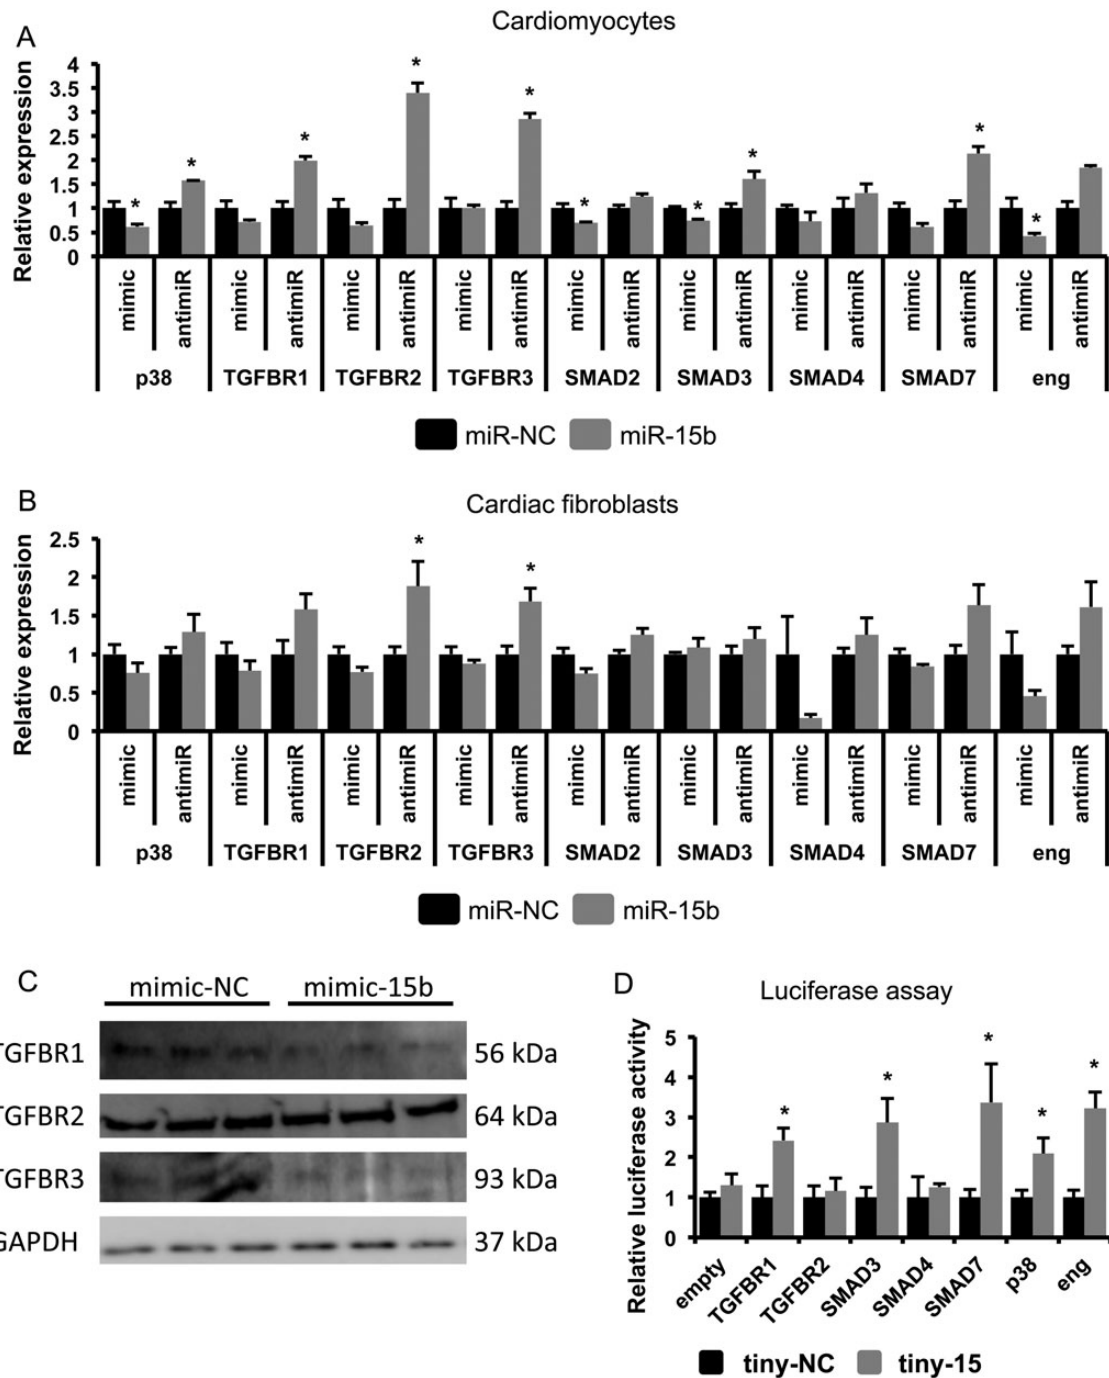 A
Cardiomyocytes
Relative expression
4
3.5
3
2.5
2
1.5
1
0.5
0
* * * * * * * * * *
mimic antimiR mimic antimiR mimic antimiR mimic antimiR mimic antimiR mimic antimiR mimic antimiR mimic antimiR mimic antimiR
p38 TGFBR1 TGFBR2 TGFBR3 SMAD2 SMAD3 SMAD4 SMAD7 eng
miR-NC miR-15b
B
Cardiac fibroblasts
Relative expression
2.5
2
1.5
1
0.5
0
* *
mimic antimiR mimic antimiR mimic antimiR mimic antimiR mimic antimiR mimic antimiR mimic antimiR mimic antimiR mimic antimiR
p38 TGFBR1 TGFBR2 TGFBR3 SMAD2 SMAD3 SMAD4 SMAD7 eng
miR-NC miR-15b
C
mimic-NC mimic-15b
TGFBR1 56 kDa
TGFBR2 64 kDa
TGFBR3 93 kDa
GAPDH 37 kDa
D
Luciferase assay
Relative luciferase activity
5
4
3
2
1
0
* * * * *
empty TGFBR1 TGFBR2 SMAD3 SMAD4 SMAD7 p38 eng
tiny-NC tiny-15